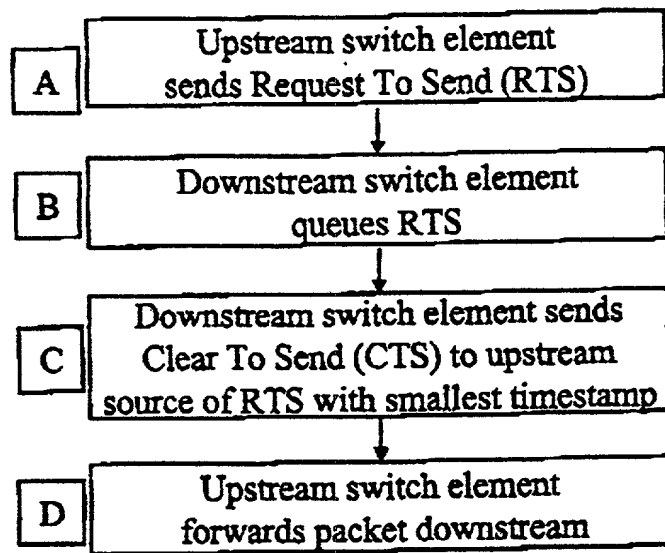 A
Upstream switch element
sends Request To Send (RTS)
B
Downstream switch element
queues RTS
C
Downstream switch element sends
Clear To Send (CTS) to upstream
source of RTS with smallest timestamp
D
Upstream switch element
forwards packet downstream